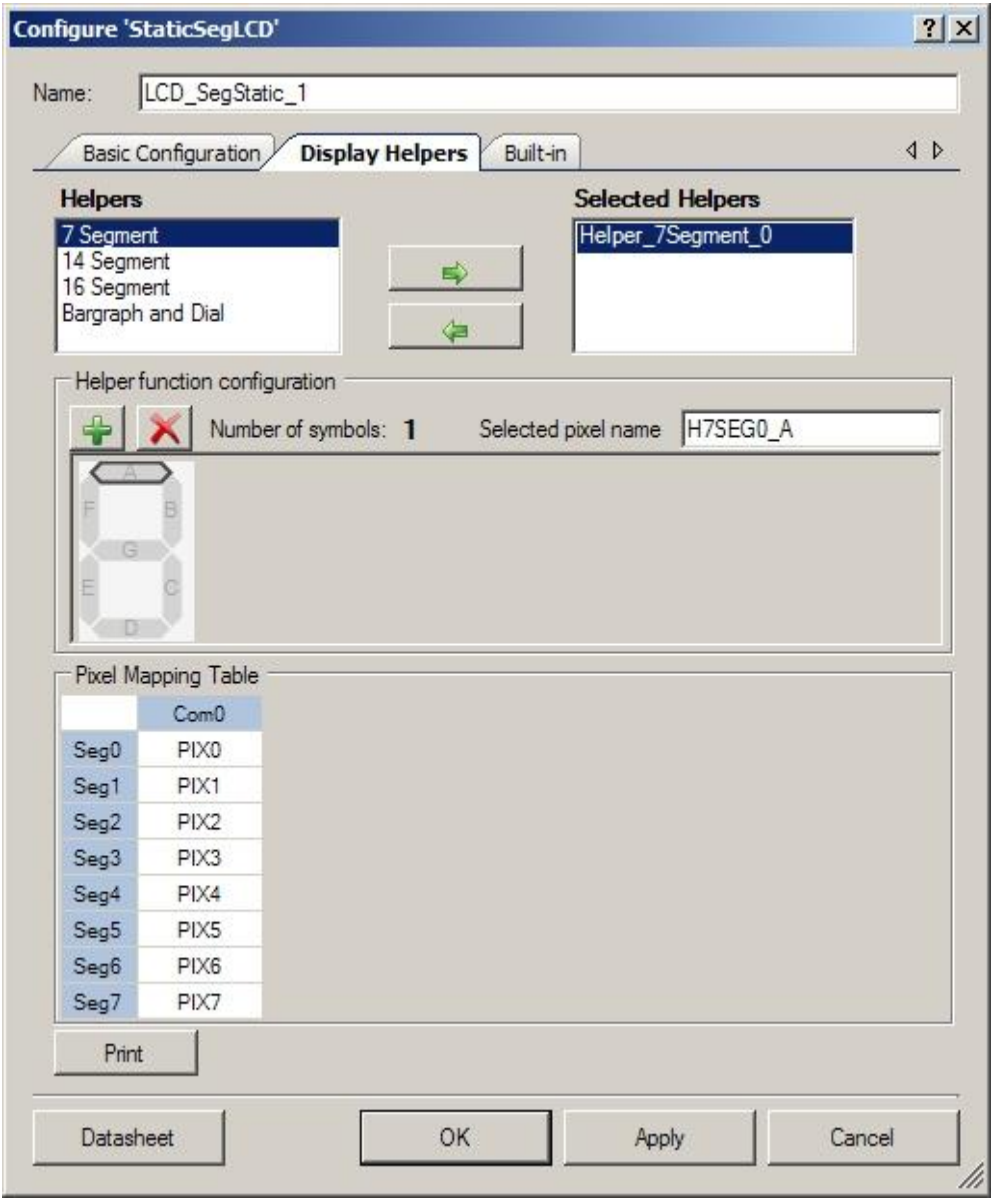 Configure 'StaticSegLCD'
?
Name: LCD_SegStatic_1
Basic Configuration Display Helpers Built-in
Helpers Selected Helpers
7 Segment Helper_7Segment_0
14 Segment
16 Segment
Bargraph and Dial
Helper function configuration
Number of symbols: 1 Selected pixel name H7SEG0_A
A
F B
G
E C
D
Pixel Mapping Table
Com0
Seg0 PIX0
Seg1 PIX1
Seg2 PIX2
Seg3 PIX3
Seg4 PIX4
Seg5 PIX5
Seg6 PIX6
Seg7 PIX7
Print
Datasheet OK Apply Cancel